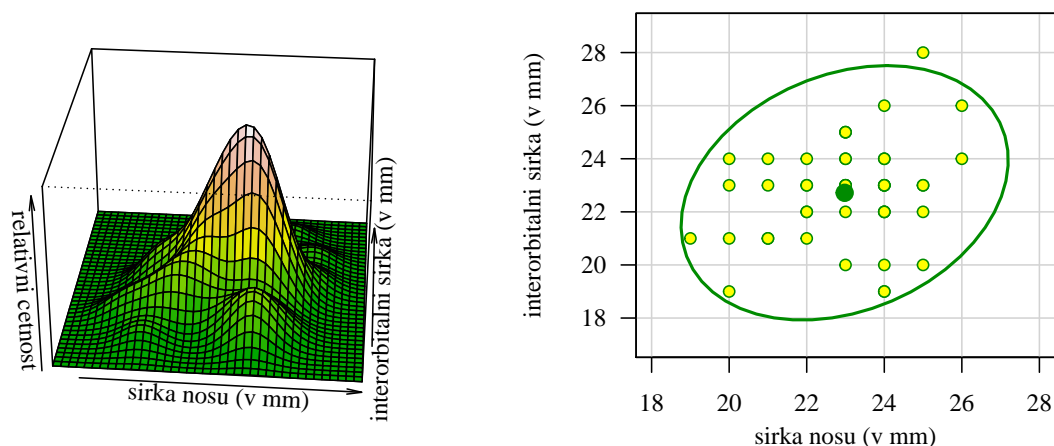 relativni cetnost
sirka nosu (v mm)
interorbitalni sirka (v mm)
interorbitalni sirka (v mm)
28
26
24
22
20
18
18 20 22 24 26 28
sirka nosu (v mm)